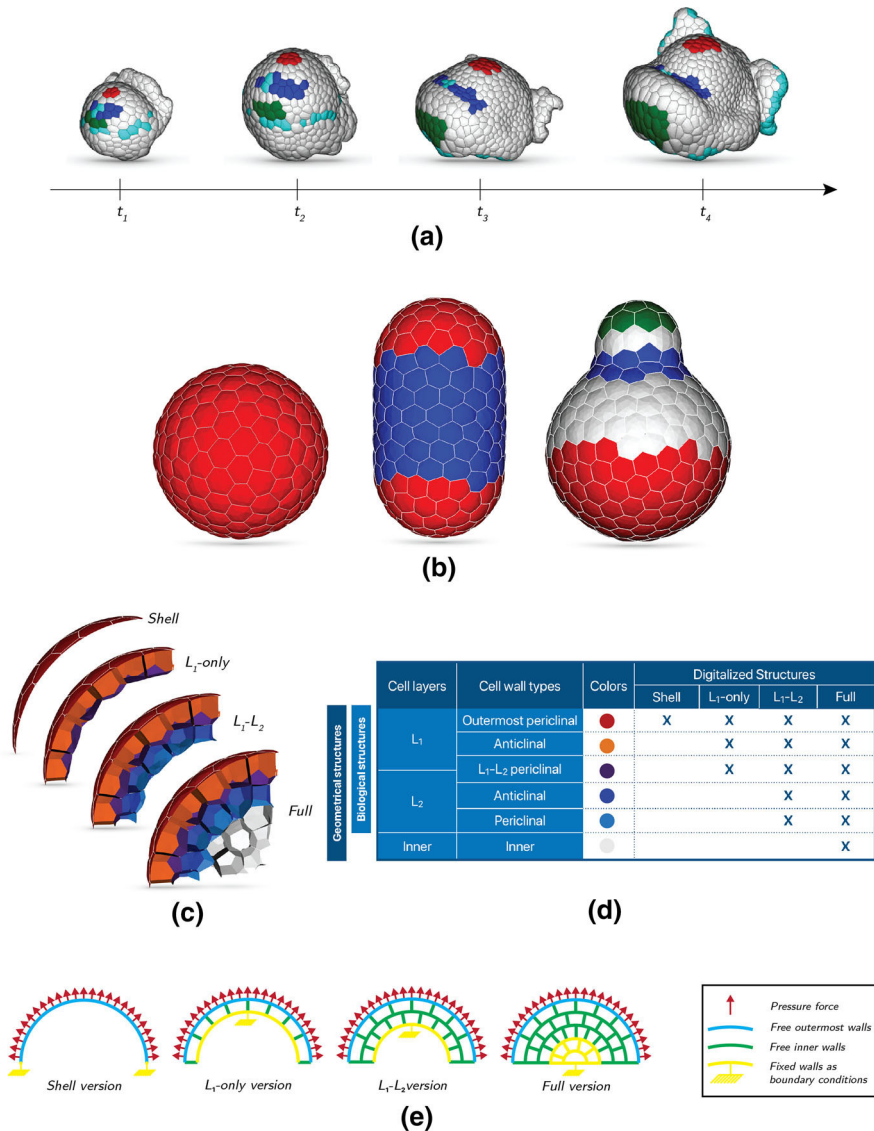 t₁ t₂ t₃ t₄
(a)
(b)
Shell
L₁-only
L₁-L₂
Full
(c)
Geometrical structures
Biological structures
Cell layers Cell wall types Colors Digitalized Structures
Shell L₁-only L₁-L₂ Full
L₁ Outermost periclinal X X X X
Anticlinal X X X
L₁-L₂ periclinal X X X
L₂ Anticlinal X X
Periclinal X X
Inner Inner X
(d)
Shell version L₁-only version L₁-L₂version Full version
Pressure force
Free outermost walls
Free inner walls
Fixed walls as
boundary conditions
(e)